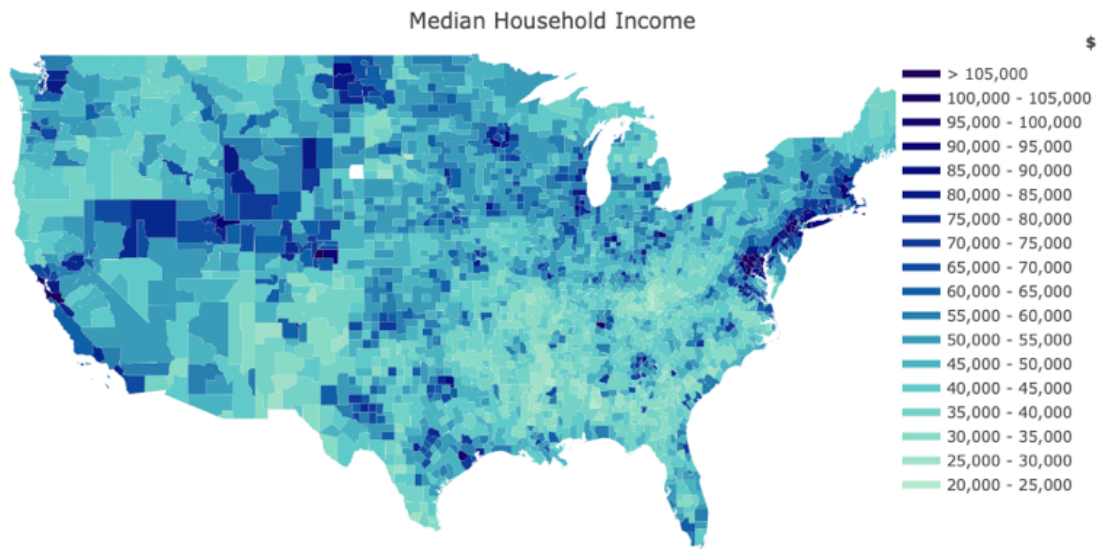 Median Household Income
$
> 105,000
100,000 - 105,000
95,000 - 100,000
90,000 - 95,000
85,000 - 90,000
80,000 - 85,000
75,000 - 80,000
70,000 - 75,000
65,000 - 70,000
60,000 - 65,000
55,000 - 60,000
50,000 - 55,000
45,000 - 50,000
40,000 - 45,000
35,000 - 40,000
30,000 - 35,000
25,000 - 30,000
20,000 - 25,000